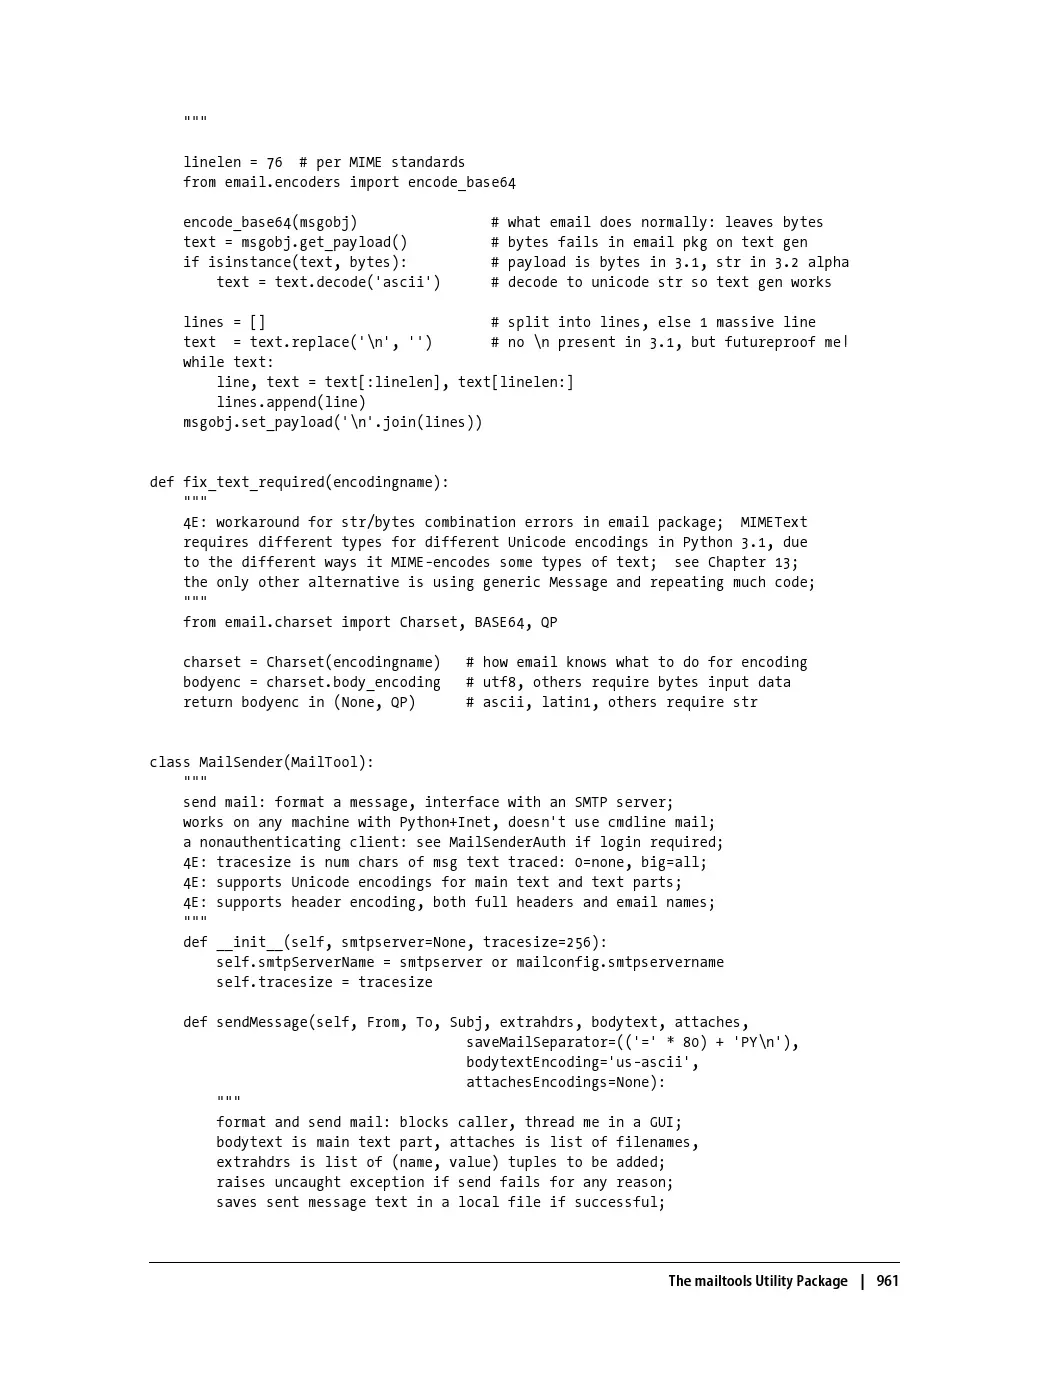 """

    linelen = 76  # per MIME standards
    from email.encoders import encode_base64

    encode_base64(msgobj)                # what email does normally: leaves bytes
    text = msgobj.get_payload()          # bytes fails in email pkg on text gen
    if isinstance(text, bytes):          # payload is bytes in 3.1, str in 3.2 alpha
        text = text.decode('ascii')      # decode to unicode str so text gen works

    lines = []                           # split into lines, else 1 massive line
    text  = text.replace('\n', '')       # no \n present in 3.1, but futureproof me!
    while text:
        line, text = text[:linelen], text[linelen:]
        lines.append(line)
    msgobj.set_payload('\n'.join(lines))


def fix_text_required(encodingname):
    """
    4E: workaround for str/bytes combination errors in email package;  MIMEText
    requires different types for different Unicode encodings in Python 3.1, due
    to the different ways it MIME-encodes some types of text;  see Chapter 13;
    the only other alternative is using generic Message and repeating much code;
    """
    from email.charset import Charset, BASE64, QP

    charset = Charset(encodingname)   # how email knows what to do for encoding
    bodyenc = charset.body_encoding   # utf8, others require bytes input data
    return bodyenc in (None, QP)      # ascii, latin1, others require str


class MailSender(MailTool):
    """
    send mail: format a message, interface with an SMTP server;
    works on any machine with Python+Inet, doesn't use cmdline mail;
    a nonauthenticating client: see MailSenderAuth if login required;
    4E: tracesize is num chars of msg text traced: 0=none, big=all;
    4E: supports Unicode encodings for main text and text parts;
    4E: supports header encoding, both full headers and email names;
    """
    def __init__(self, smtpserver=None, tracesize=256):
        self.smtpServerName = smtpserver or mailconfig.smtpservername
        self.tracesize = tracesize

    def sendMessage(self, From, To, Subj, extrahdrs, bodytext, attaches,
                                      saveMailSeparator=(('=' * 80) + 'PY\n'),
                                      bodytextEncoding='us-ascii',
                                      attachesEncodings=None):
        """
        format and send mail: blocks caller, thread me in a GUI;
        bodytext is main text part, attaches is list of filenames,
        extrahdrs is list of (name, value) tuples to be added;
        raises uncaught exception if send fails for any reason;
        saves sent message text in a local file if successful;

The mailtools Utility Package | 961